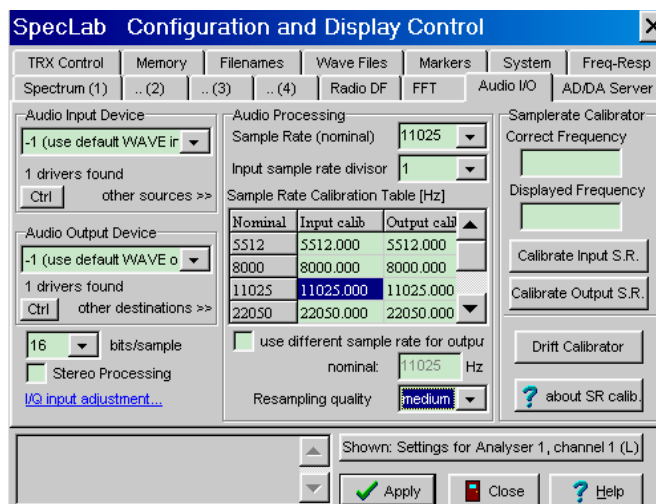 SpecLab Configuration and Display Control
TRX Control Memory Filenames Wave Files Markers System Freq-Resp
Spectrum (1) .. (2) .. (3) .. (4) Radio DF FFT Audio I/O AD/DA Server
Audio Input Device
-1 (use default WAVE ir
1 drivers found
Ctrl other sources >>
Audio Output Device
-1 (use default WAVE o
1 drivers found
Ctrl other destinations >>
16 bits/sample
Stereo Processing
I/Q input adjustment...
Audio Processing
Sample Rate (nominal) 11025
Input sample rate divisor 1
Sample Rate Calibration Table [Hz]
Nominal Input calib Output calib
5512 5512.000 5512.000
8000 8000.000 8000.000
11025 11025.000 11025.000
22050 22050.000 22050.000
use different sample rate for outpu
nominal: 11025 Hz
Resampling quality medium
Samplerate Calibrator
Correct Frequency
Displayed Frequency
Calibrate Input S.R.
Calibrate Output S.R.
Drift Calibrator
? about SR calib.
Shown: Settings for Analyser 1, channel 1 (L)
Apply Close ? Help